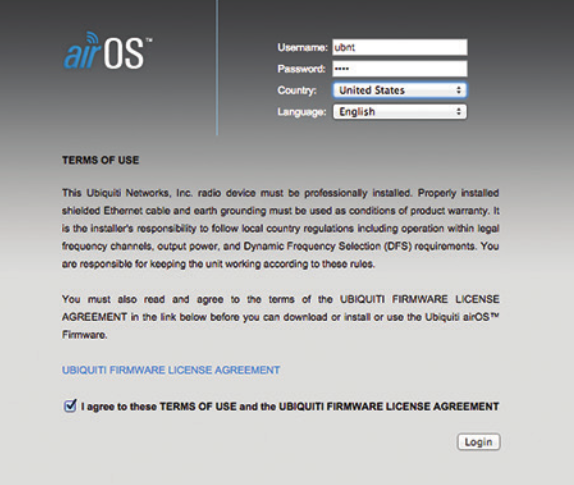 airOS™
Username: ubnt
Password: ••••
Country: United States
Language: English
TERMS OF USE
This Ubiquiti Networks, Inc. radio device must be professionally installed. Properly installed
shielded Ethernet cable and earth grounding must be used as conditions of product warranty. It
is the installer's responsibility to follow local country regulations including operation within legal
frequency channels, output power, and Dynamic Frequency Selection (DFS) requirements. You
are responsible for keeping the unit working according to these rules.
You must also read and agree to the terms of the UBIQUITI FIRMWARE LICENSE
AGREEMENT in the link below before you can download or install or use the Ubiquiti airOS™
Firmware.
UBIQUITI FIRMWARE LICENSE AGREEMENT
I agree to these TERMS OF USE and the UBIQUITI FIRMWARE LICENSE AGREEMENT
Login